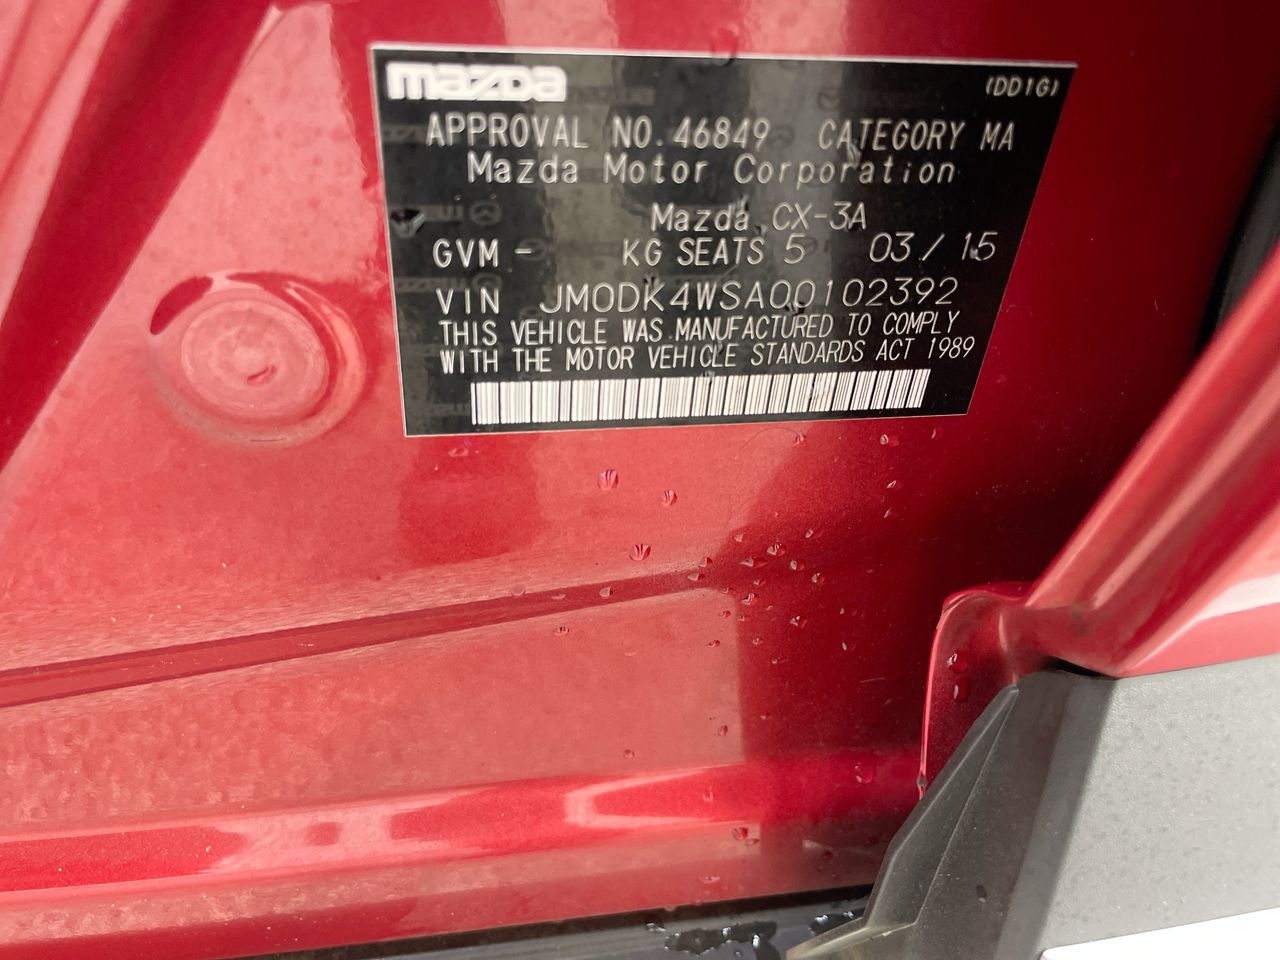 mazda (DD1G)
APPROVAL NO.46849 CATEGORY MA
Mazda Motor Corporation
Mazda CX-3A
GVM - KG SEATS 5 03/15
VIN JM0DK4WSA00102392
THIS VEHICLE WAS MANUFACTURED TO COMPLY
WITH THE MOTOR VEHICLE STANDARDS ACT 1989